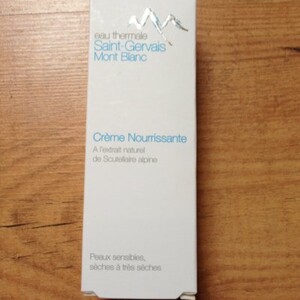 eau thermale
Saint-Gervais
Mont Blanc
Crème Nourrissante
A l'extrait naturel
de Scutellaire alpine
Peaux sensibles,
sèches à très sèches